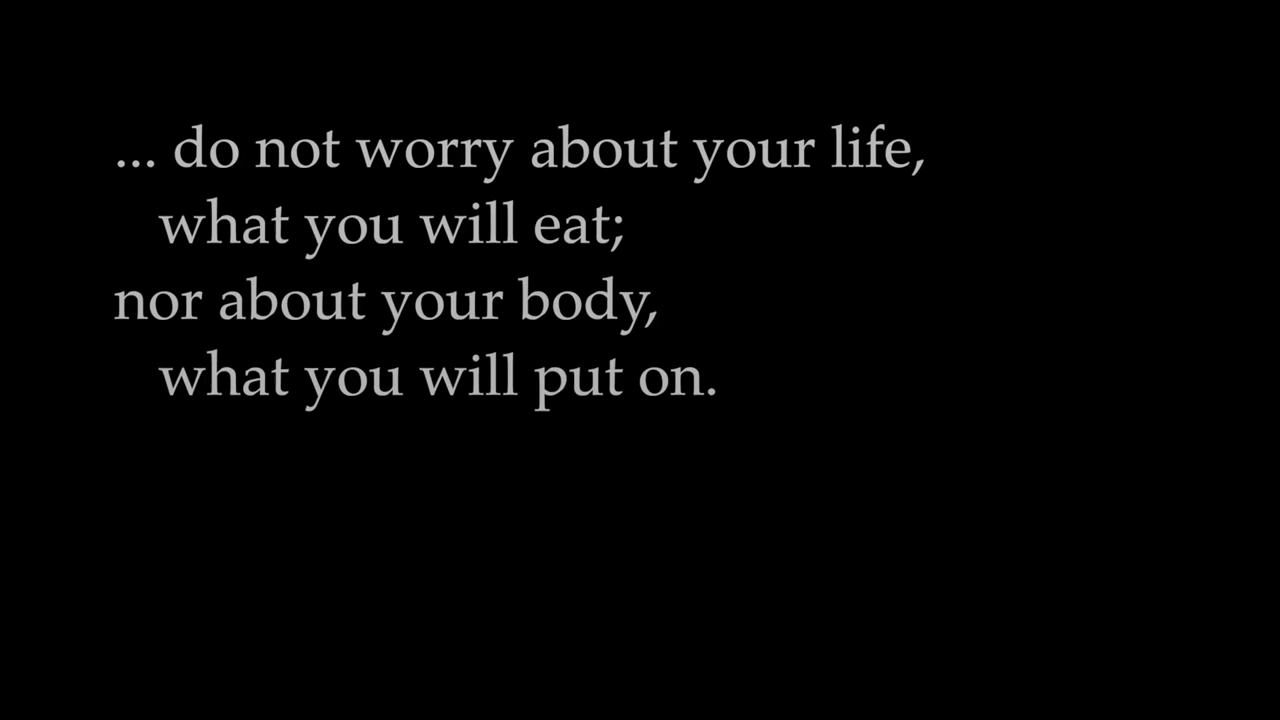 ... do not worry about your life,
what you will eat;
nor about your body,
what you will put on.